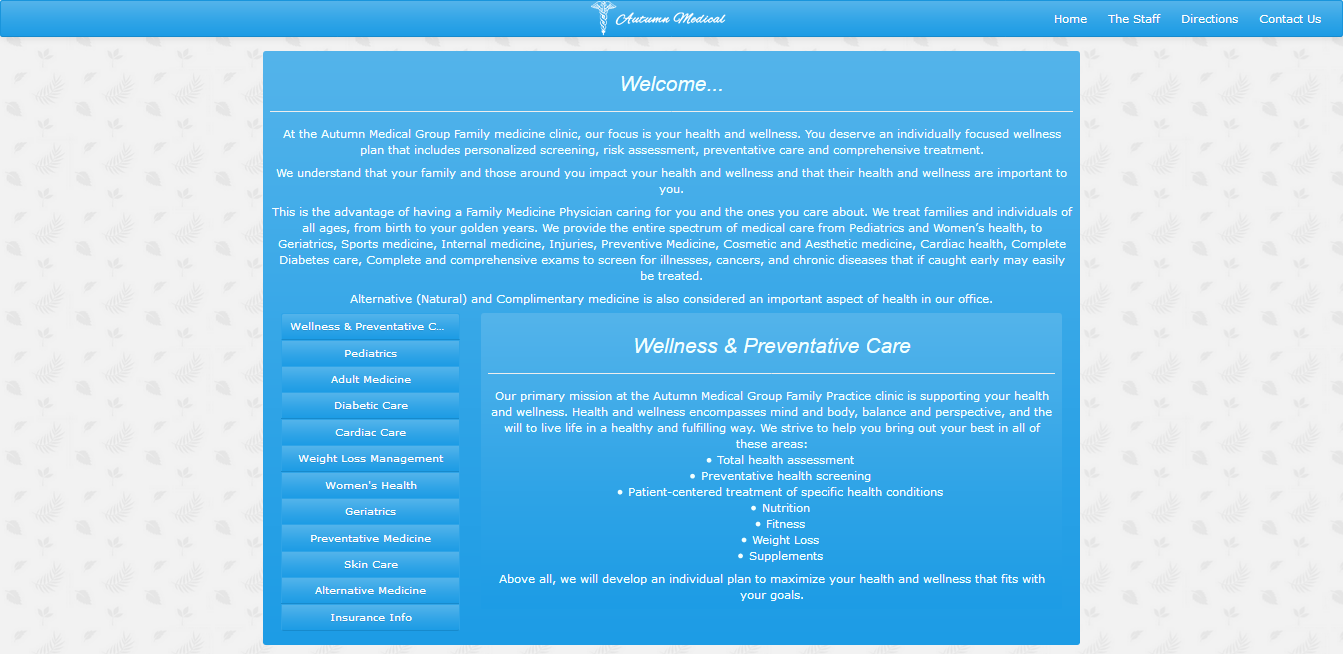 Autumn Medical
Home The Staff Directions Contact Us
Welcome...
At the Autumn Medical Group Family medicine clinic, our focus is your health and wellness. You deserve an individually focused wellness
plan that includes personalized screening, risk assessment, preventative care and comprehensive treatment.
We understand that your family and those around you impact your health and wellness and that their health and wellness are important to
you.
This is the advantage of having a Family Medicine Physician caring for you and the ones you care about. We treat families and individuals of
all ages, from birth to your golden years. We provide the entire spectrum of medical care from Pediatrics and Women’s health, to
Geriatrics, Sports medicine, Internal medicine, Injuries, Preventive Medicine, Cosmetic and Aesthetic medicine, Cardiac health, Complete
Diabetes care, Complete and comprehensive exams to screen for illnesses, cancers, and chronic diseases that if caught early may easily
be treated.
Alternative (Natural) and Complimentary medicine is also considered an important aspect of health in our office.
Wellness & Preventative C...
Pediatrics
Adult Medicine
Diabetic Care
Cardiac Care
Weight Loss Management
Women's Health
Geriatrics
Preventative Medicine
Skin Care
Alternative Medicine
Insurance Info
Wellness & Preventative Care
Our primary mission at the Autumn Medical Group Family Practice clinic is supporting your health
and wellness. Health and wellness encompasses mind and body, balance and perspective, and the
will to live life in a healthy and fulfilling way. We strive to help you bring out your best in all of
these areas:
• Total health assessment
• Preventative health screening
• Patient-centered treatment of specific health conditions
• Nutrition
• Fitness
• Weight Loss
• Supplements
Above all, we will develop an individual plan to maximize your health and wellness that fits with
your goals.